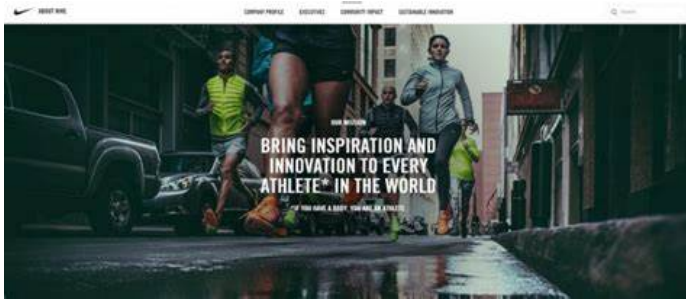 ABOUT NIKE
COMPANY PROFILE
EXECUTIVES
COMMUNITY IMPACT
SUSTAINABLE INNOVATION
Search
OUR MISSION
BRING INSPIRATION AND
INNOVATION TO EVERY
ATHLETE* IN THE WORLD
*IF YOU HAVE A BODY, YOU ARE AN ATHLETE.